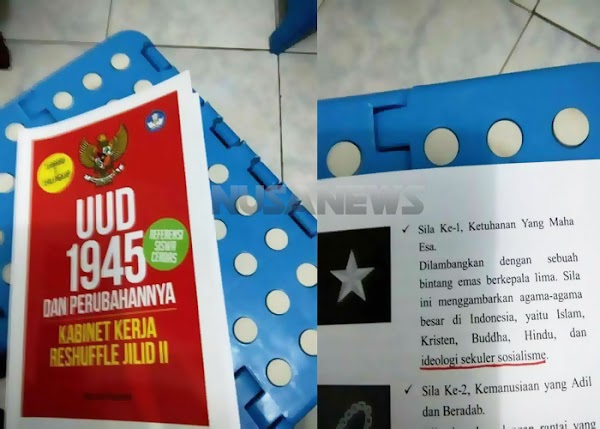 UUD
1945
DAN PERUBAHANNYA
REFERENSI
SISWA
CERDAS
KABINET KERJA
RESHUFFLE JILID II
NUSANEWS
✓ Sila Ke-1, Ketuhanan Yang Maha
Esa.
Dilambangkan dengan sebuah
bintang emas berkepala lima. Sila
ini menggambarkan agama-agama
besar di Indonesia, yaitu Islam,
Kristen, Buddha, Hindu, dan
ideologi sekuler sosialisme.
✓ Sila Ke-2, Kemanusiaan Yang Adil
dan Beradab.
rantai yang